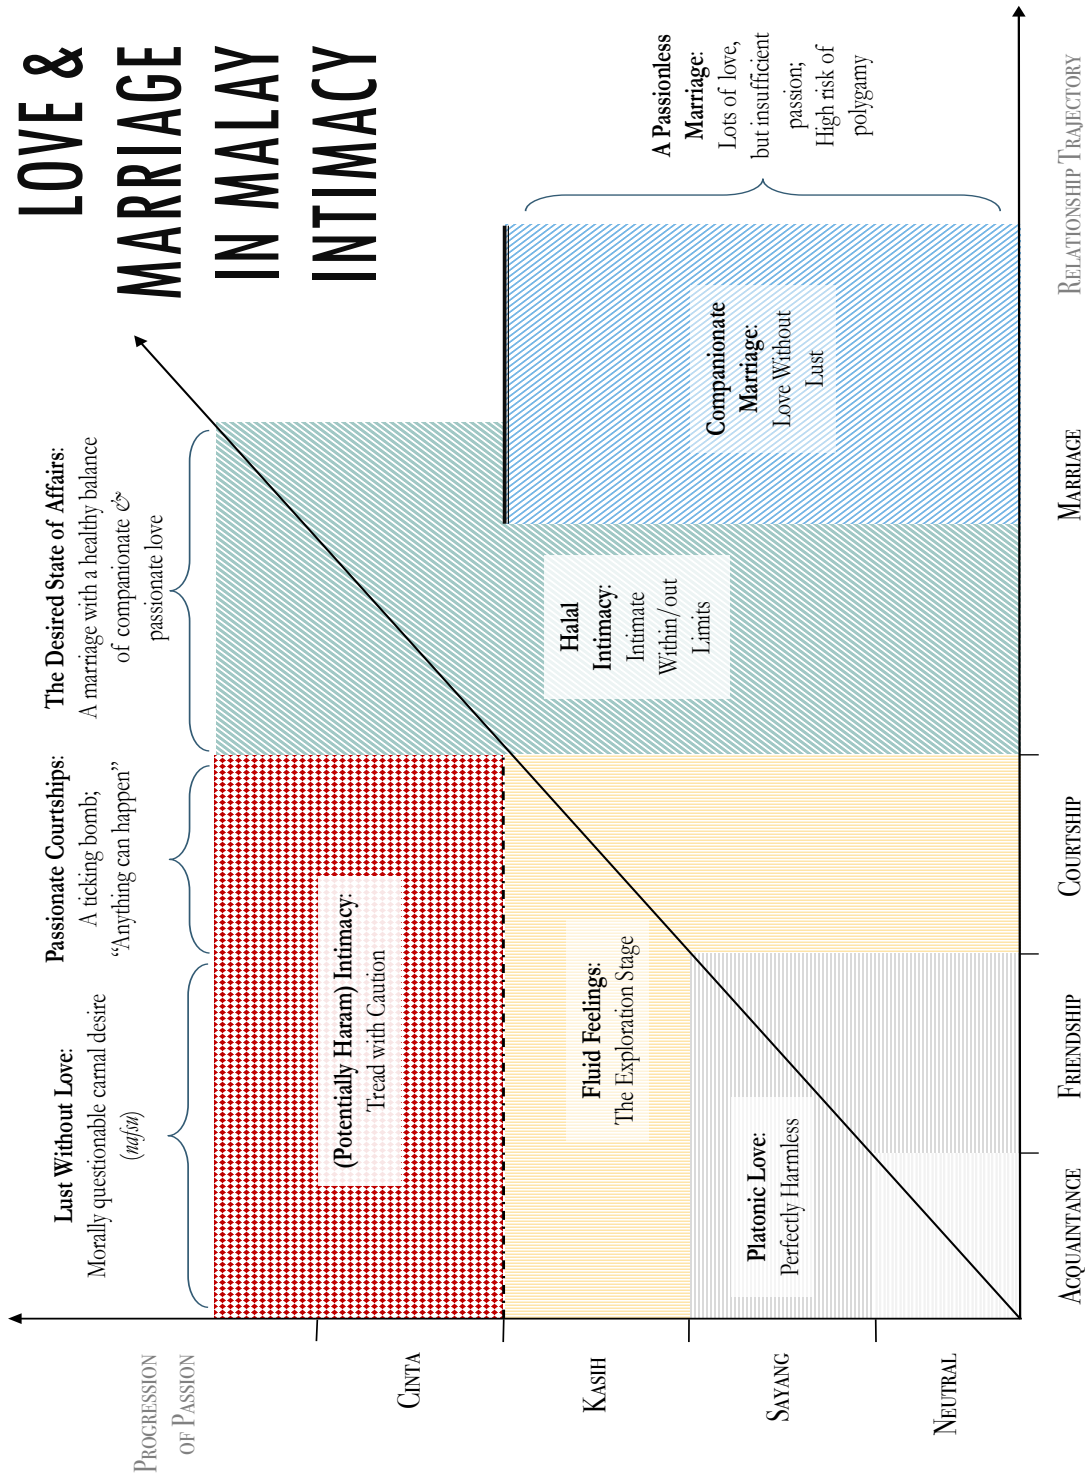 LOVE &
MARRIAGE
IN MALAY
INTIMACY
PROGRESSION
OF PASSION
Lust Without Love:
Morally questionable carnal desire
(nafsu)
Passionate Courtships:
A ticking bomb;
“Anything can happen”
The Desired State of Affairs:
A marriage with a healthy balance
of companionate &
passionate love
CINTA
KASIH
SAYANG
NEUTRAL
(Potentially Haram) Intimacy:
Tread with Caution
Fluid Feelings:
The Exploration Stage
Platonic Love:
Perfectly Harmless
Halal
Intimacy:
Intimate
Within/out
Limits
Companionate
Marriage:
Love Without
Lust
A Passionless
Marriage:
Lots of love,
but insufficient
passion;
High risk of
polygamy
ACQUAINTANCE
FRIENDSHIP
COURTSHIP
MARRIAGE
RELATIONSHIP TRAJECTORY